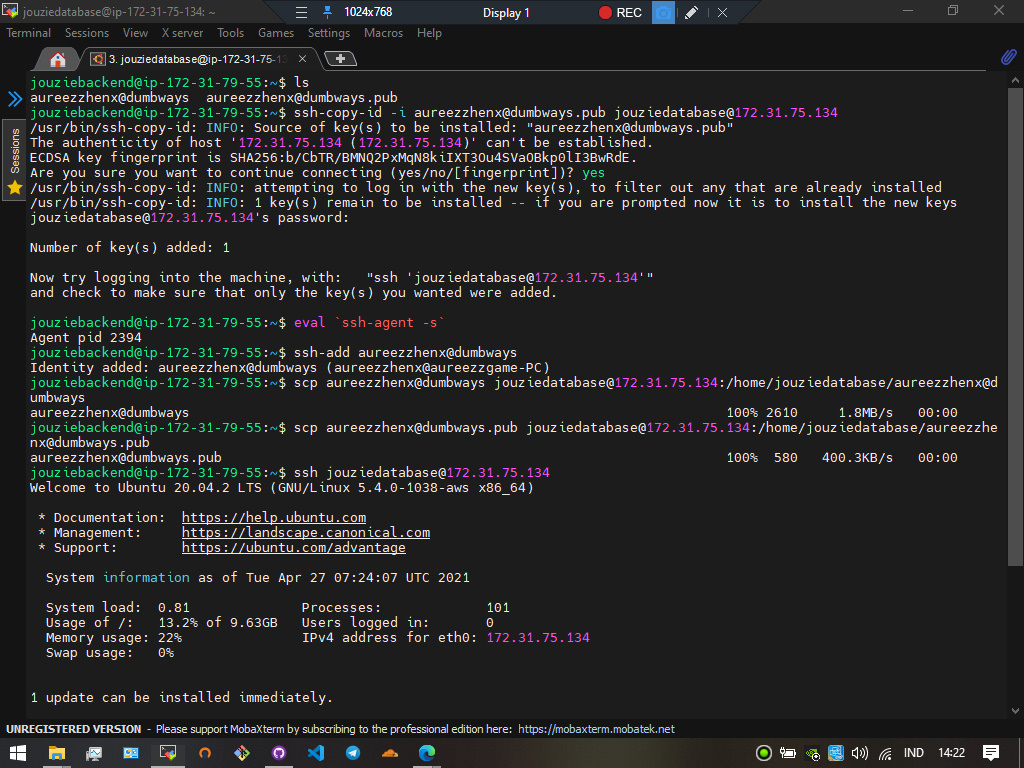 jouziedatabase@ip-172-31-75-134: ~
1024x768
Display 1
REC
Terminal Sessions View X server Tools Games Settings Macros Help
3. jouziedatabase@ip-172-31-75-13
Sessions
jouziebackend@ip-172-31-79-55:~$ ls
aureezzhenx@dumbways  aureezzhenx@dumbways.pub
jouziebackend@ip-172-31-79-55:~$ ssh-copy-id -i aureezzhenx@dumbways.pub jouziedatabase@172.31.75.134
/usr/bin/ssh-copy-id: INFO: Source of key(s) to be installed: "aureezzhenx@dumbways.pub"
The authenticity of host '172.31.75.134 (172.31.75.134)' can't be established.
ECDSA key fingerprint is SHA256:b/CbTR/BMNQ2PxMqN8kiIXT3Ou4SVaOBkp0lI3BwRdE.
Are you sure you want to continue connecting (yes/no/[fingerprint])? yes
/usr/bin/ssh-copy-id: INFO: attempting to log in with the new key(s), to filter out any that are already installed
/usr/bin/ssh-copy-id: INFO: 1 key(s) remain to be installed -- if you are prompted now it is to install the new keys
jouziedatabase@172.31.75.134's password:
Number of key(s) added: 1
Now try logging into the machine, with:   "ssh 'jouziedatabase@172.31.75.134'"
and check to make sure that only the key(s) you wanted were added.
jouziebackend@ip-172-31-79-55:~$ eval `ssh-agent -s`
Agent pid 2394
jouziebackend@ip-172-31-79-55:~$ ssh-add aureezzhenx@dumbways
Identity added: aureezzhenx@dumbways (aureezzhenx@aureezzgame-PC)
jouziebackend@ip-172-31-79-55:~$ scp aureezzhenx@dumbways jouziedatabase@172.31.75.134:/home/jouziedatabase/aureezzhenx@d
umbways
aureezzhenx@dumbways 100% 2610 1.8MB/s 00:00
jouziebackend@ip-172-31-79-55:~$ scp aureezzhenx@dumbways.pub jouziedatabase@172.31.75.134:/home/jouziedatabase/aureezzhe
nx@dumbways.pub
aureezzhenx@dumbways.pub 100% 580 400.3KB/s 00:00
jouziebackend@ip-172-31-79-55:~$ ssh jouziedatabase@172.31.75.134
Welcome to Ubuntu 20.04.2 LTS (GNU/Linux 5.4.0-1038-aws x86_64)
* Documentation:  https://help.ubuntu.com
* Management:     https://landscape.canonical.com
* Support:        https://ubuntu.com/advantage
System information as of Tue Apr 27 07:24:07 UTC 2021
System load:  0.81 Processes: 101
Usage of /:   13.2% of 9.63GB Users logged in: 0
Memory usage: 22% IPv4 address for eth0: 172.31.75.134
Swap usage:   0%
1 update can be installed immediately.
UNREGISTERED VERSION - Please support MobaXterm by subscribing to the professional edition here: https://mobaxterm.mobatek.net
IND 14:22